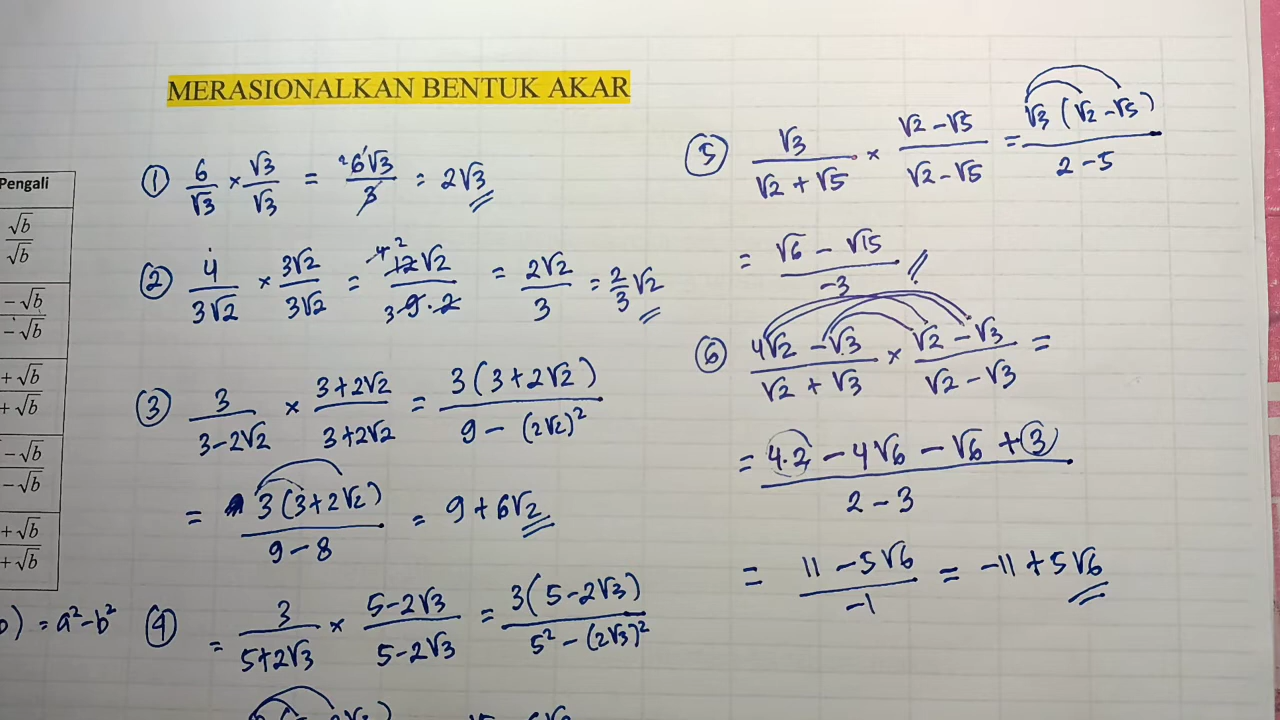 MERASIONALKAN BENTUK AKAR
Pengali
√b
√b
- √b
- √b
+ √b
+ √b
- √b
- √b
+ √b
+ √b
) = a² - b²
① 6/√3 × √3/√3 = ²6√3/3¹ = 2√3
② 4/3√2 × 3√2/3√2 = 4 2 12√2/3 9·2 = 2√2/3 = 2/3 √2
③ 3/(3-2√2) × (3+2√2)/(3+2√2) = 3(3+2√2)/(9 - (2√2)²)
= 3(3+2√2)/(9-8) = 9+6√2
④ = 3/(5+2√3) × (5-2√3)/(5-2√3) = 3(5-2√3)/(5² - (2√3)²)
⑤ √3/(√2+√5) × (√2-√5)/(√2-√5) = √3(√2-√5)/(2-5)
= (√6 - √15)/-3
⑥ (4√2 - √3)/(√2 + √3) × (√2 - √3)/(√2 - √3) =
= (4.2 - 4√6 - √6 + 3)/(2 - 3)
= (11 - 5√6)/-1 = -11 + 5√6